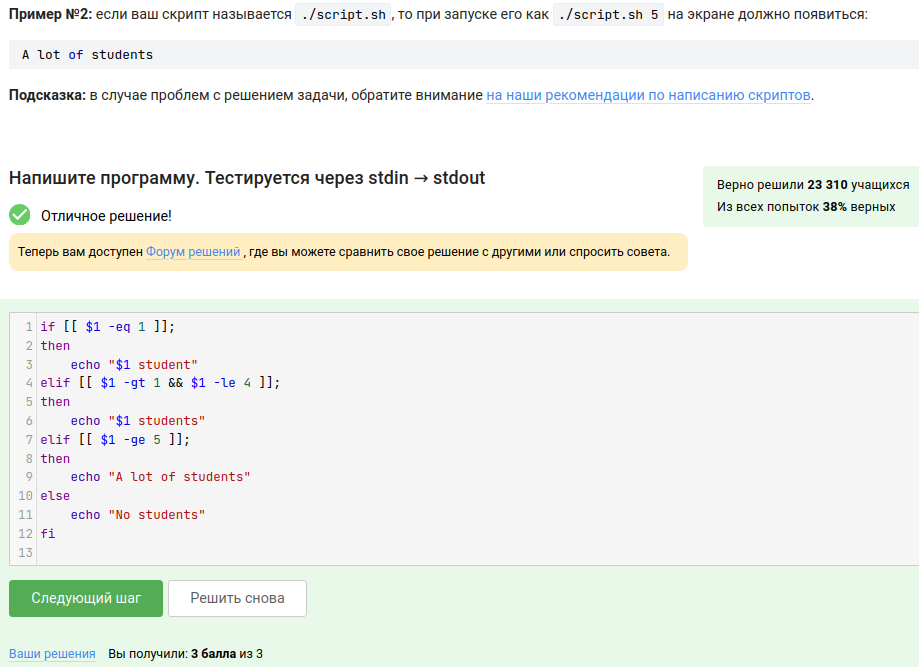 Пример №2: если ваш скрипт называется ./script.sh , то при запуске его как ./script.sh 5 на экране должно появиться:
A lot of students
Подсказка: в случае проблем с решением задачи, обратите внимание на наши рекомендации по написанию скриптов.
Напишите программу. Тестируется через stdin → stdout
Верно решили 23 310 учащихся
Из всех попыток 38% верных
Отличное решение!
Теперь вам доступен Форум решений , где вы можете сравнить свое решение с другими или спросить совета.
1 if [[ $1 -eq 1 ]];
2 then
3     echo "$1 student"
4 elif [[ $1 -gt 1 && $1 -le 4 ]];
5 then
6     echo "$1 students"
7 elif [[ $1 -ge 5 ]];
8 then
9     echo "A lot of students"
10 else
11     echo "No students"
12 fi
13
Следующий шаг
Решить снова
Ваши решения Вы получили: 3 балла из 3